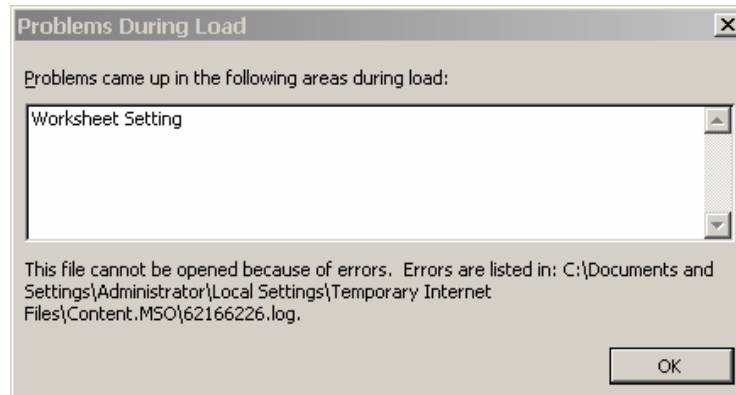 Problems During Load
Problems came up in the following areas during load:
Worksheet Setting
This file cannot be opened because of errors.  Errors are listed in: C:\Documents and
Settings\Administrator\Local Settings\Temporary Internet
Files\Content.MSO\62166226.log.
OK